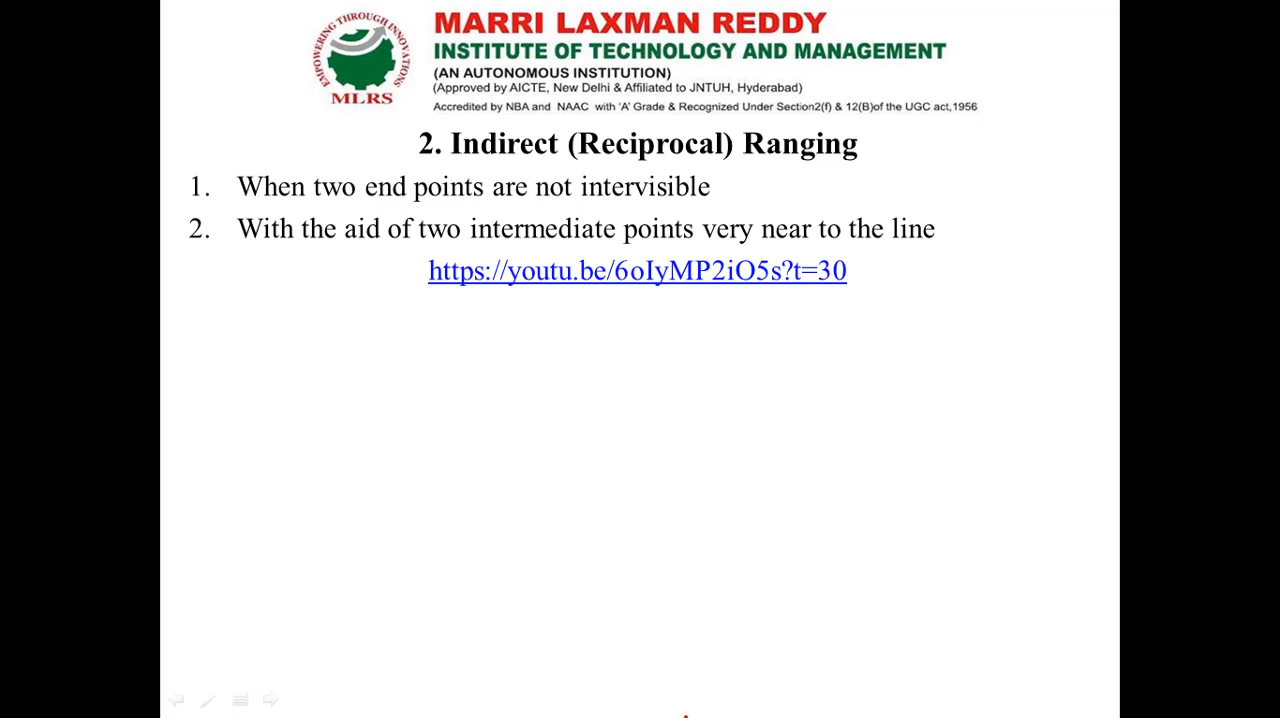 EMPOWERING THROUGH INNOVATIONS
MLRS
MARRI LAXMAN REDDY
INSTITUTE OF TECHNOLOGY AND MANAGEMENT
(AN AUTONOMOUS INSTITUTION)
(Approved by AICTE, New Delhi & Affiliated to JNTUH, Hyderabad)
Accredited by NBA and NAAC with ‘A’ Grade & Recognized Under Section2(f) & 12(B)of the UGC act,1956
2. Indirect (Reciprocal) Ranging
1. When two end points are not intervisible
2. With the aid of two intermediate points very near to the line
https://youtu.be/6oIyMP2iO5s?t=30